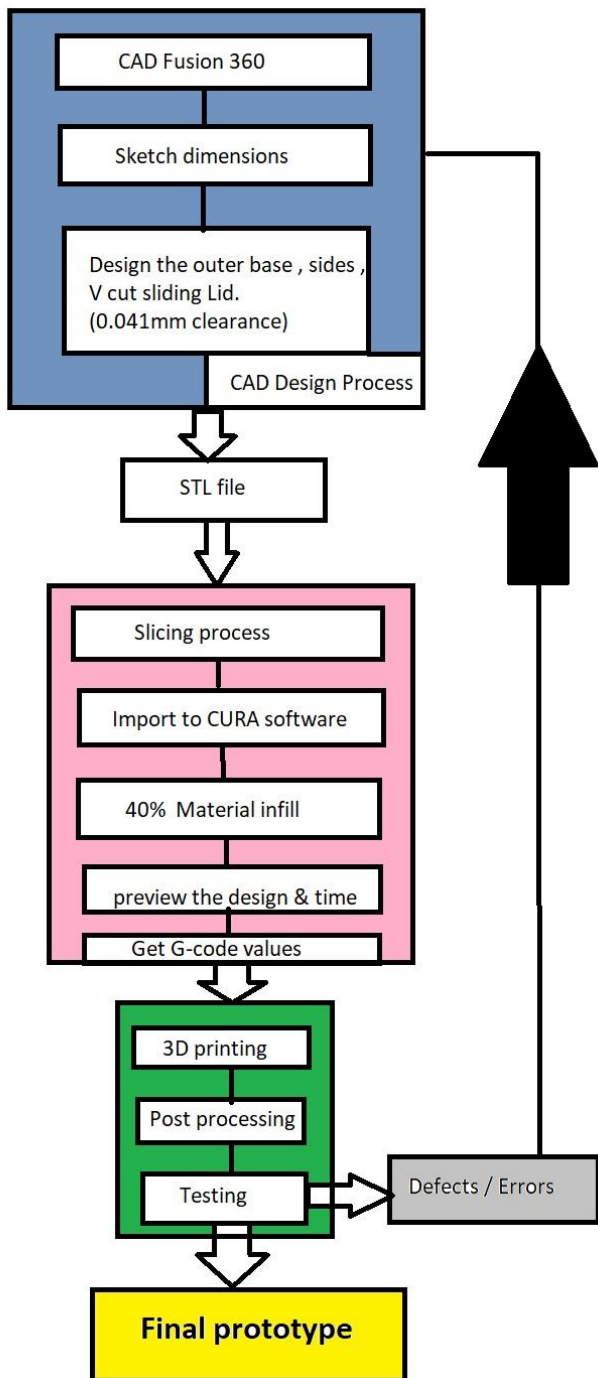 CAD Fusion 360
Sketch dimensions
Design the outer base , sides ,
V cut sliding Lid.
(0.041mm clearance)
CAD Design Process
STL file
Slicing process
Import to CURA software
40%  Material infill
preview the design & time
Get G-code values
3D printing
Post processing
Testing
Defects / Errors
Final prototype